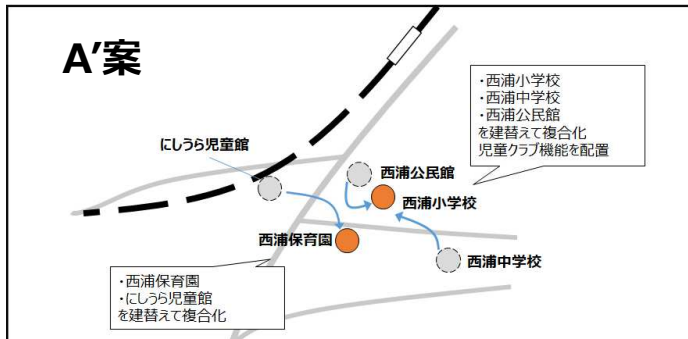 A’案
・西浦小学校
・西浦中学校
・西浦公民館
を建替えて複合化
児童クラブ機能を配置
にしうら児童館
西浦公民館
西浦小学校
西浦保育園
西浦中学校
・西浦保育園
・にしうら児童館
を建替えて複合化